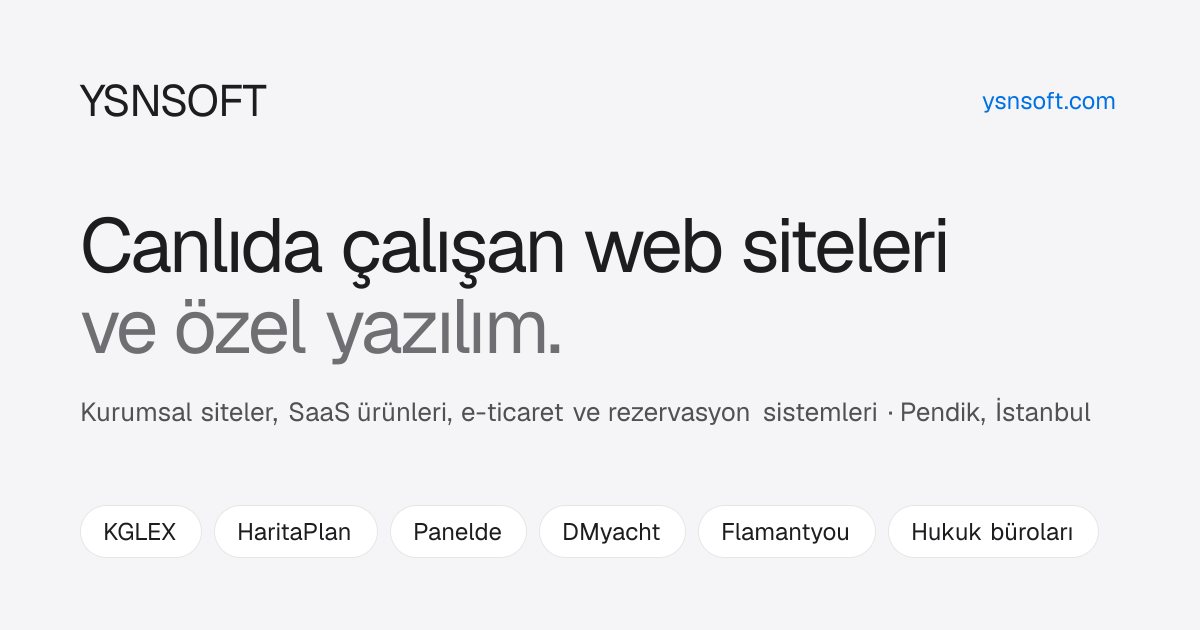 YSNSOFT
ysnsoft.com
Canlıda çalışan web siteleri
ve özel yazılım.
Kurumsal siteler, SaaS ürünleri, e-ticaret ve rezervasyon sistemleri · Pendik, İstanbul
KGLEX
HaritaPlan
Panelde
DMyacht
Flamantyou
Hukuk büroları